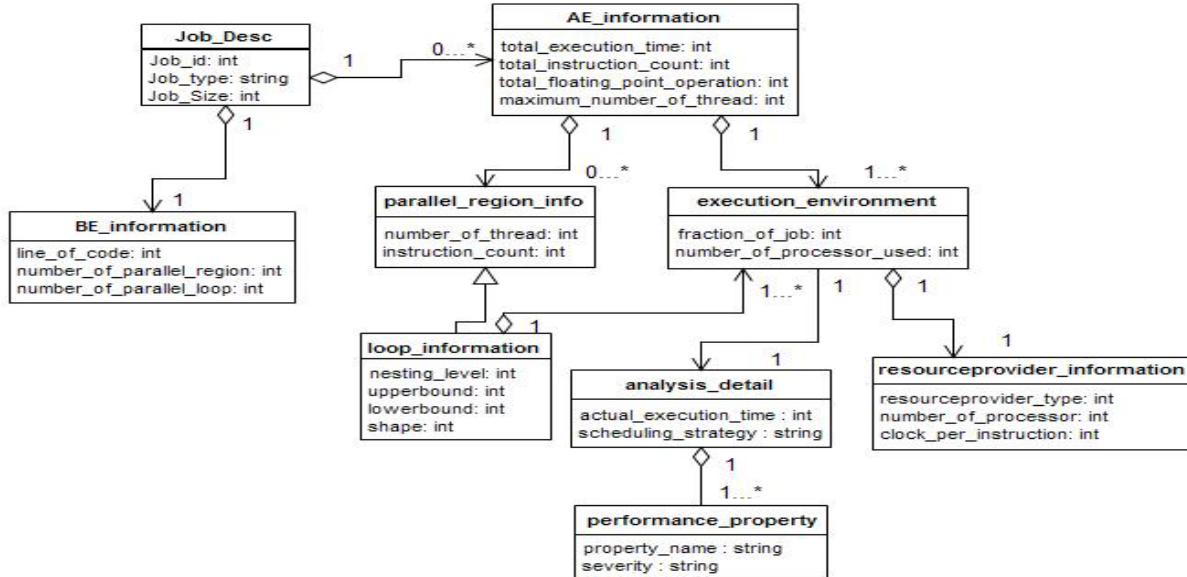 Job_Desc
Job_id: int
Job_type: string
Job_Size: int
1
0...*
AE_information
total_execution_time: int
total_instruction_count: int
total_floating_point_operation: int
maximum_number_of_thread: int
1
1
BE_information
line_of_code: int
number_of_parallel_region: int
number_of_parallel_loop: int
1
0...*
parallel_region_info
number_of_thread: int
instruction_count: int
1
1...*
execution_environment
fraction_of_job: int
number_of_processor_used: int
1
1...*
loop_information
nesting_level: int
upperbound: int
lowerbound: int
shape: int
1
1
analysis_detail
actual_execution_time : int
scheduling_strategy : string
1
1
resourceprovider_information
resourceprovider_type: int
number_of_processor: int
clock_per_instruction: int
1
1...*
performance_property
property_name : string
severity : string